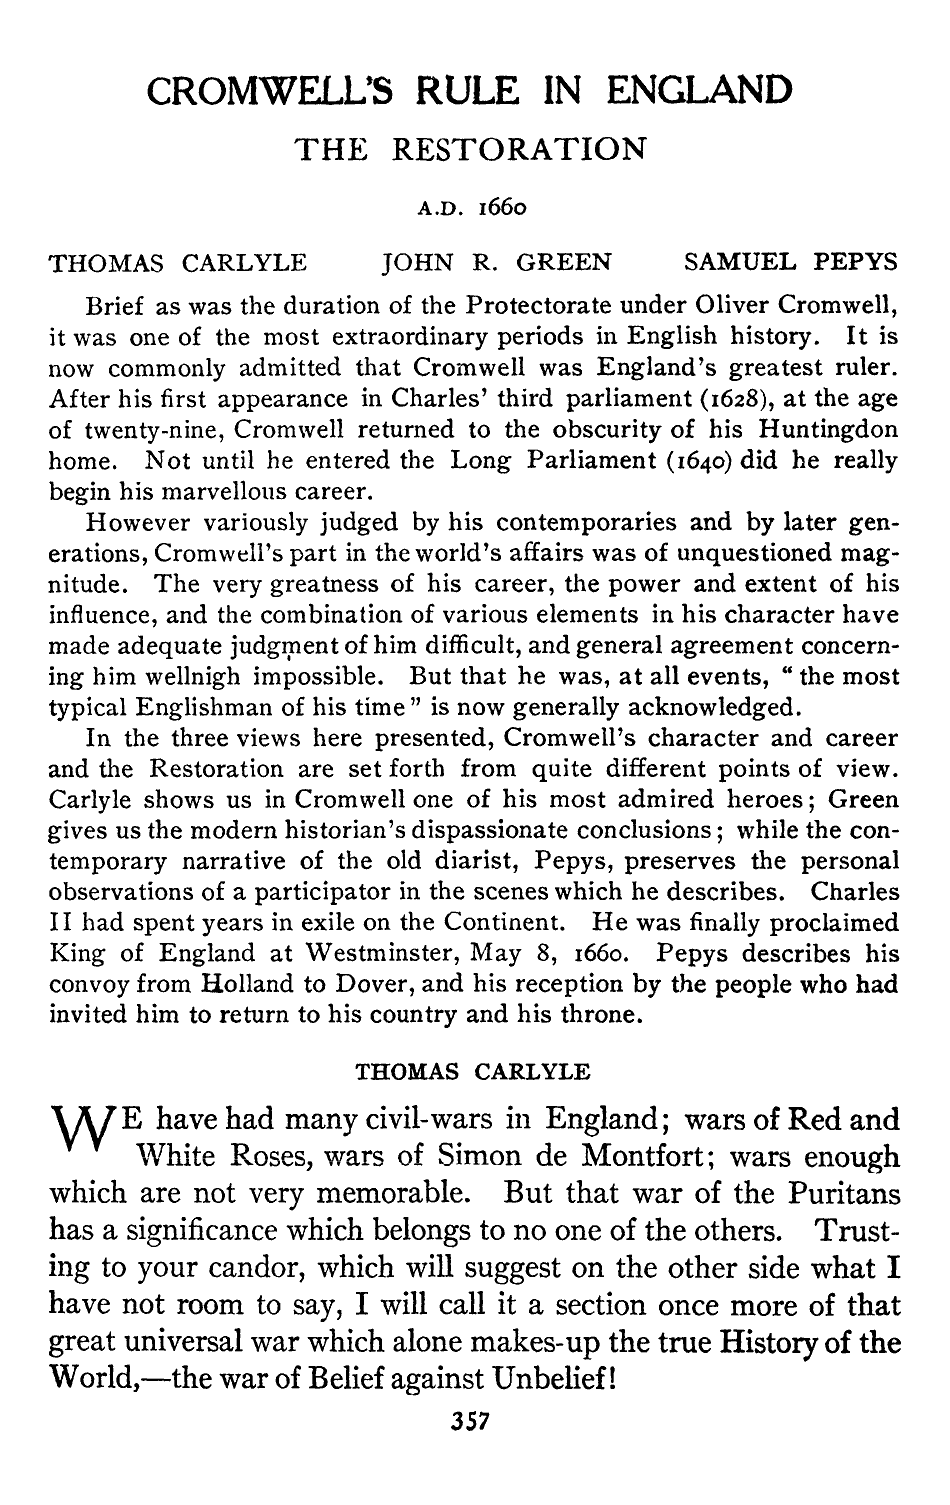 CROMWELL'S RULE IN ENGLAND
THE RESTORATION
A.D. 1660
THOMAS CARLYLE JOHN R. GREEN SAMUEL PEPYS
Brief as was the duration of the Protectorate under Oliver Cromwell,
it was one of the most extraordinary periods in English history. It is
now commonly admitted that Cromwell was England's greatest ruler.
After his first appearance in Charles' third parliament (1628), at the age
of twenty-nine, Cromwell returned to the obscurity of his Huntingdon
home. Not until he entered the Long Parliament (1640) did he really
begin his marvellous career.
However variously judged by his contemporaries and by later gen-
erations, Cromwell's part in the world's affairs was of unquestioned mag-
nitude. The very greatness of his career, the power and extent of his
influence, and the combination of various elements in his character have
made adequate judgment of him difficult, and general agreement concern-
ing him wellnigh impossible. But that he was, at all events, "the most
typical Englishman of his time" is now generally acknowledged.
In the three views here presented, Cromwell's character and career
and the Restoration are set forth from quite different points of view.
Carlyle shows us in Cromwell one of his most admired heroes; Green
gives us the modern historian's dispassionate conclusions; while the con-
temporary narrative of the old diarist, Pepys, preserves the personal
observations of a participator in the scenes which he describes. Charles
II had spent years in exile on the Continent. He was finally proclaimed
King of England at Westminster, May 8, 1660. Pepys describes his
convoy from Holland to Dover, and his reception by the people who had
invited him to return to his country and his throne.
THOMAS CARLYLE
WE have had many civil-wars in England; wars of Red and
White Roses, wars of Simon de Montfort; wars enough
which are not very memorable. But that war of the Puritans
has a significance which belongs to no one of the others. Trust-
ing to your candor, which will suggest on the other side what I
have not room to say, I will call it a section once more of that
great universal war which alone makes-up the true History of the
World,—the war of Belief against Unbelief!
357